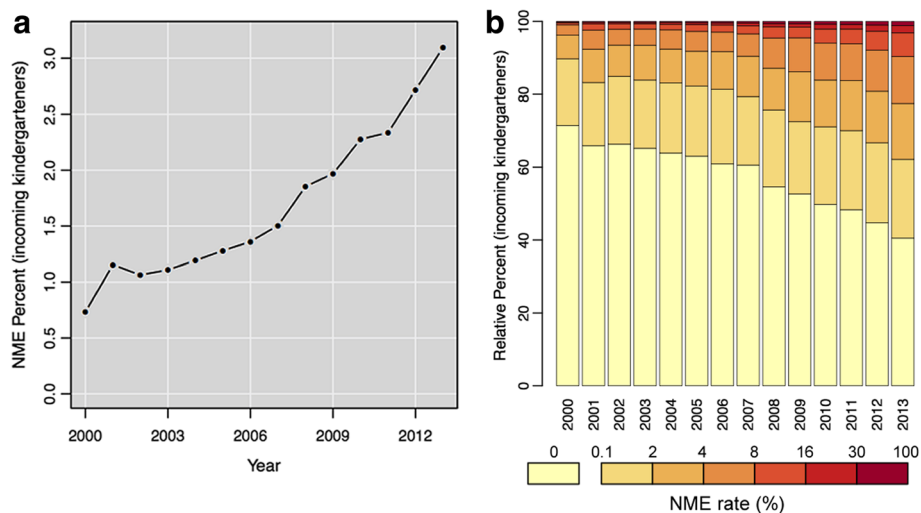 a
NME Percent (incoming kindergarteners)
3.0
2.5
2.0
1.5
1.0
0.5
0.0
2000 2003 2006 2009 2012
Year
b
Relative Percent (incoming kindergarteners)
100
80
60
40
20
0
2000 2001 2002 2003 2004 2005 2006 2007 2008 2009 2010 2011 2012 2013
0 0.1 2 4 8 16 30 100
NME rate (%)